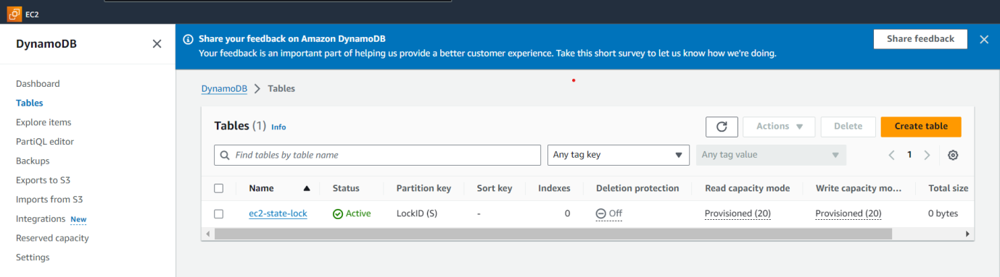 EC2
DynamoDB
Dashboard
Tables
Explore items
PartiQL editor
Backups
Exports to S3
Imports from S3
Integrations New
Reserved capacity
Settings
Share your feedback on Amazon DynamoDB
Your feedback is an important part of helping us provide a better customer experience. Take this short survey to let us know how we're doing.
Share feedback
DynamoDB Tables
Tables (1) Info
Actions Delete Create table
Find tables by table name Any tag key Any tag value 1
Name Status Partition key Sort key Indexes Deletion protection Read capacity mode Write capacity mo... Total size
ec2-state-lock Active LockID (S) - 0 Off Provisioned (20) Provisioned (20) 0 bytes